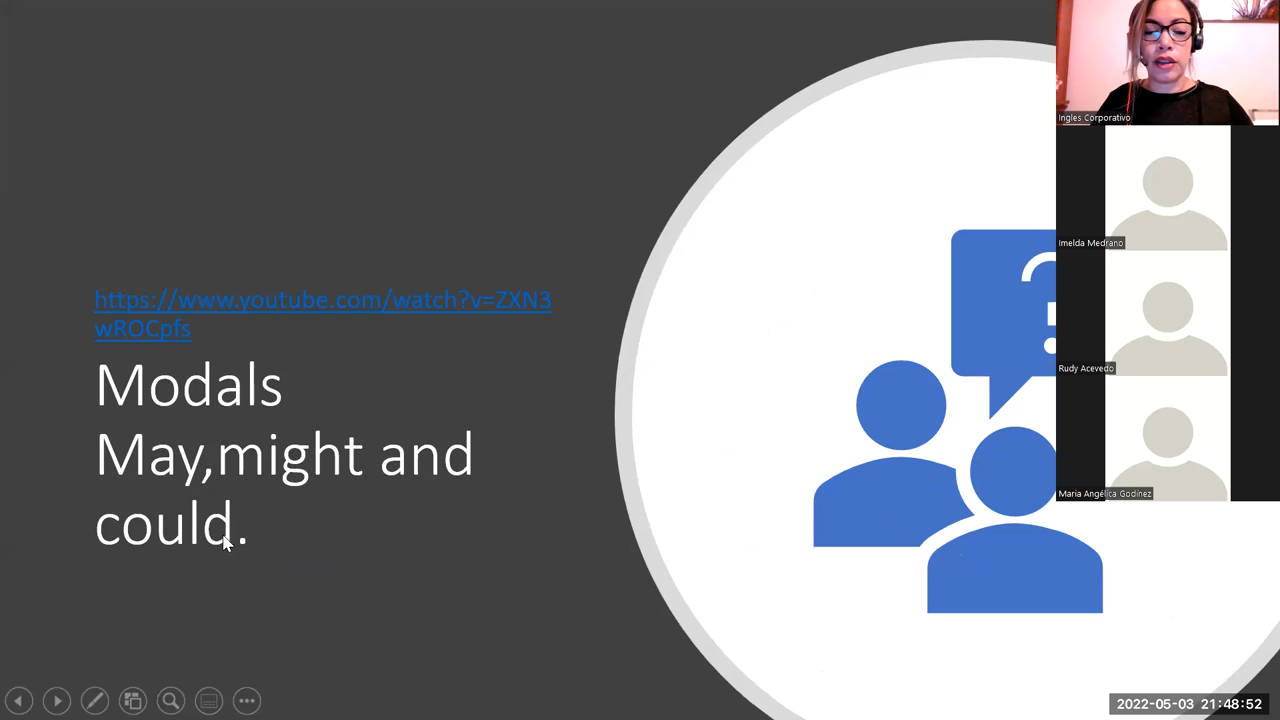 https://www.youtube.com/watch?v=ZXN3
wROCpfs
Modals
May,might and
could.
Ingles Corporativo
Imelda Medrano
Rudy Acevedo
Maria Angélica Godinez
2022-05-03 21:48:52